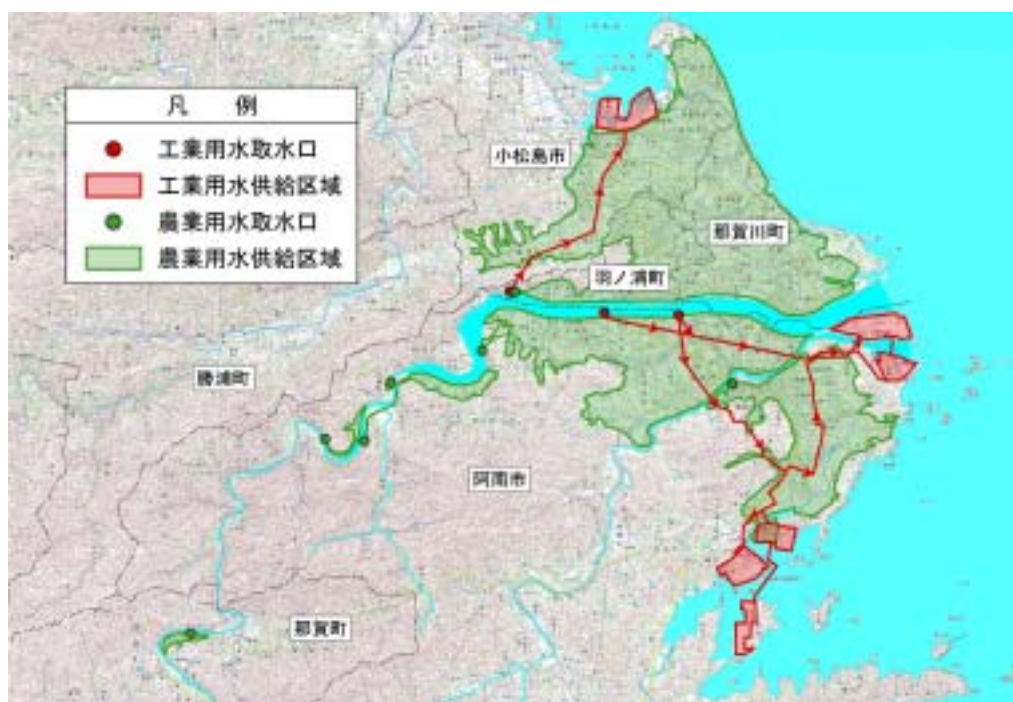 凡　例
工業用水取水口
工業用水供給区域
農業用水取水口
農業用水供給区域
小松島市
那賀川町
羽ノ浦町
勝浦町
阿南市
那賀町